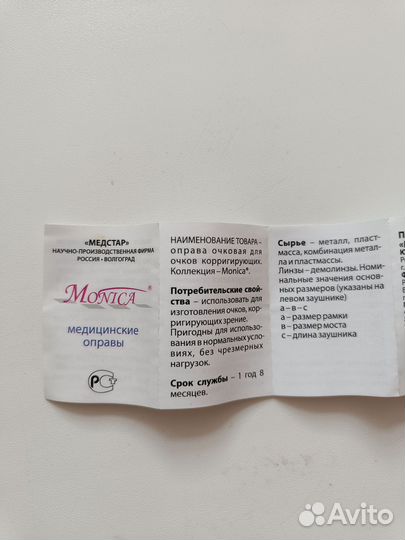 «МЕДСТАР»
НАУЧНО-ПРОИЗВОДСТВЕННАЯ ФИРМА
РОССИЯ • ВОЛГОГРАД
MONICA®
медицинские
оправы
РСТ
НАИМЕНОВАНИЕ ТОВАРА –
оправа очковая для
очков корригирующих.
Коллекция – Monica®.
Потребительские свой-
ства – использовать для
изготовления очков, кор-
ригирующих зрение.
Пригодны для использо-
вания в нормальных усло-
виях, без чрезмерных
нагрузок.
Срок службы – 1 год 8
месяцев.
Сырье – металл, пласт-
масса, комбинация метал-
ла и пластмассы.
Линзы – демолинзы. Номи-
нальные значения основ-
ных размеров (указаны на
левом заушнике)
а – в – с
а – размер рамки
в – размер моста
с – длина заушника
Avito